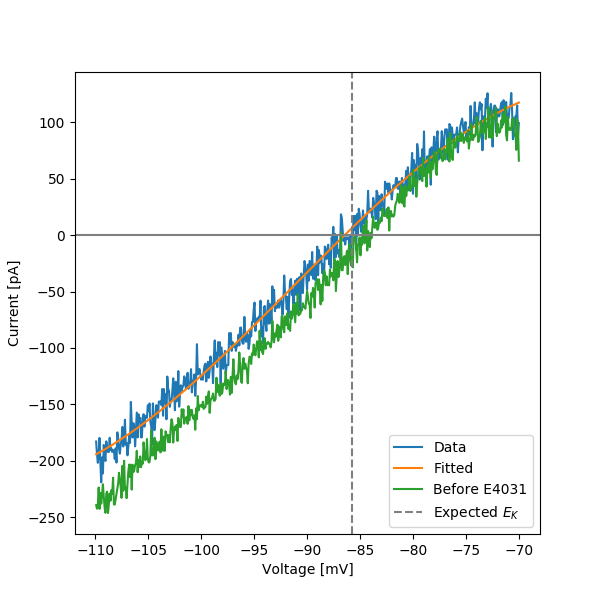 100
50
0
−50
−100
−150
−200
−250
Current [pA]
Data
Fitted
Before E4031
Expected E_K
−110
−105
−100
−95
−90
−85
−80
−75
−70
Voltage [mV]